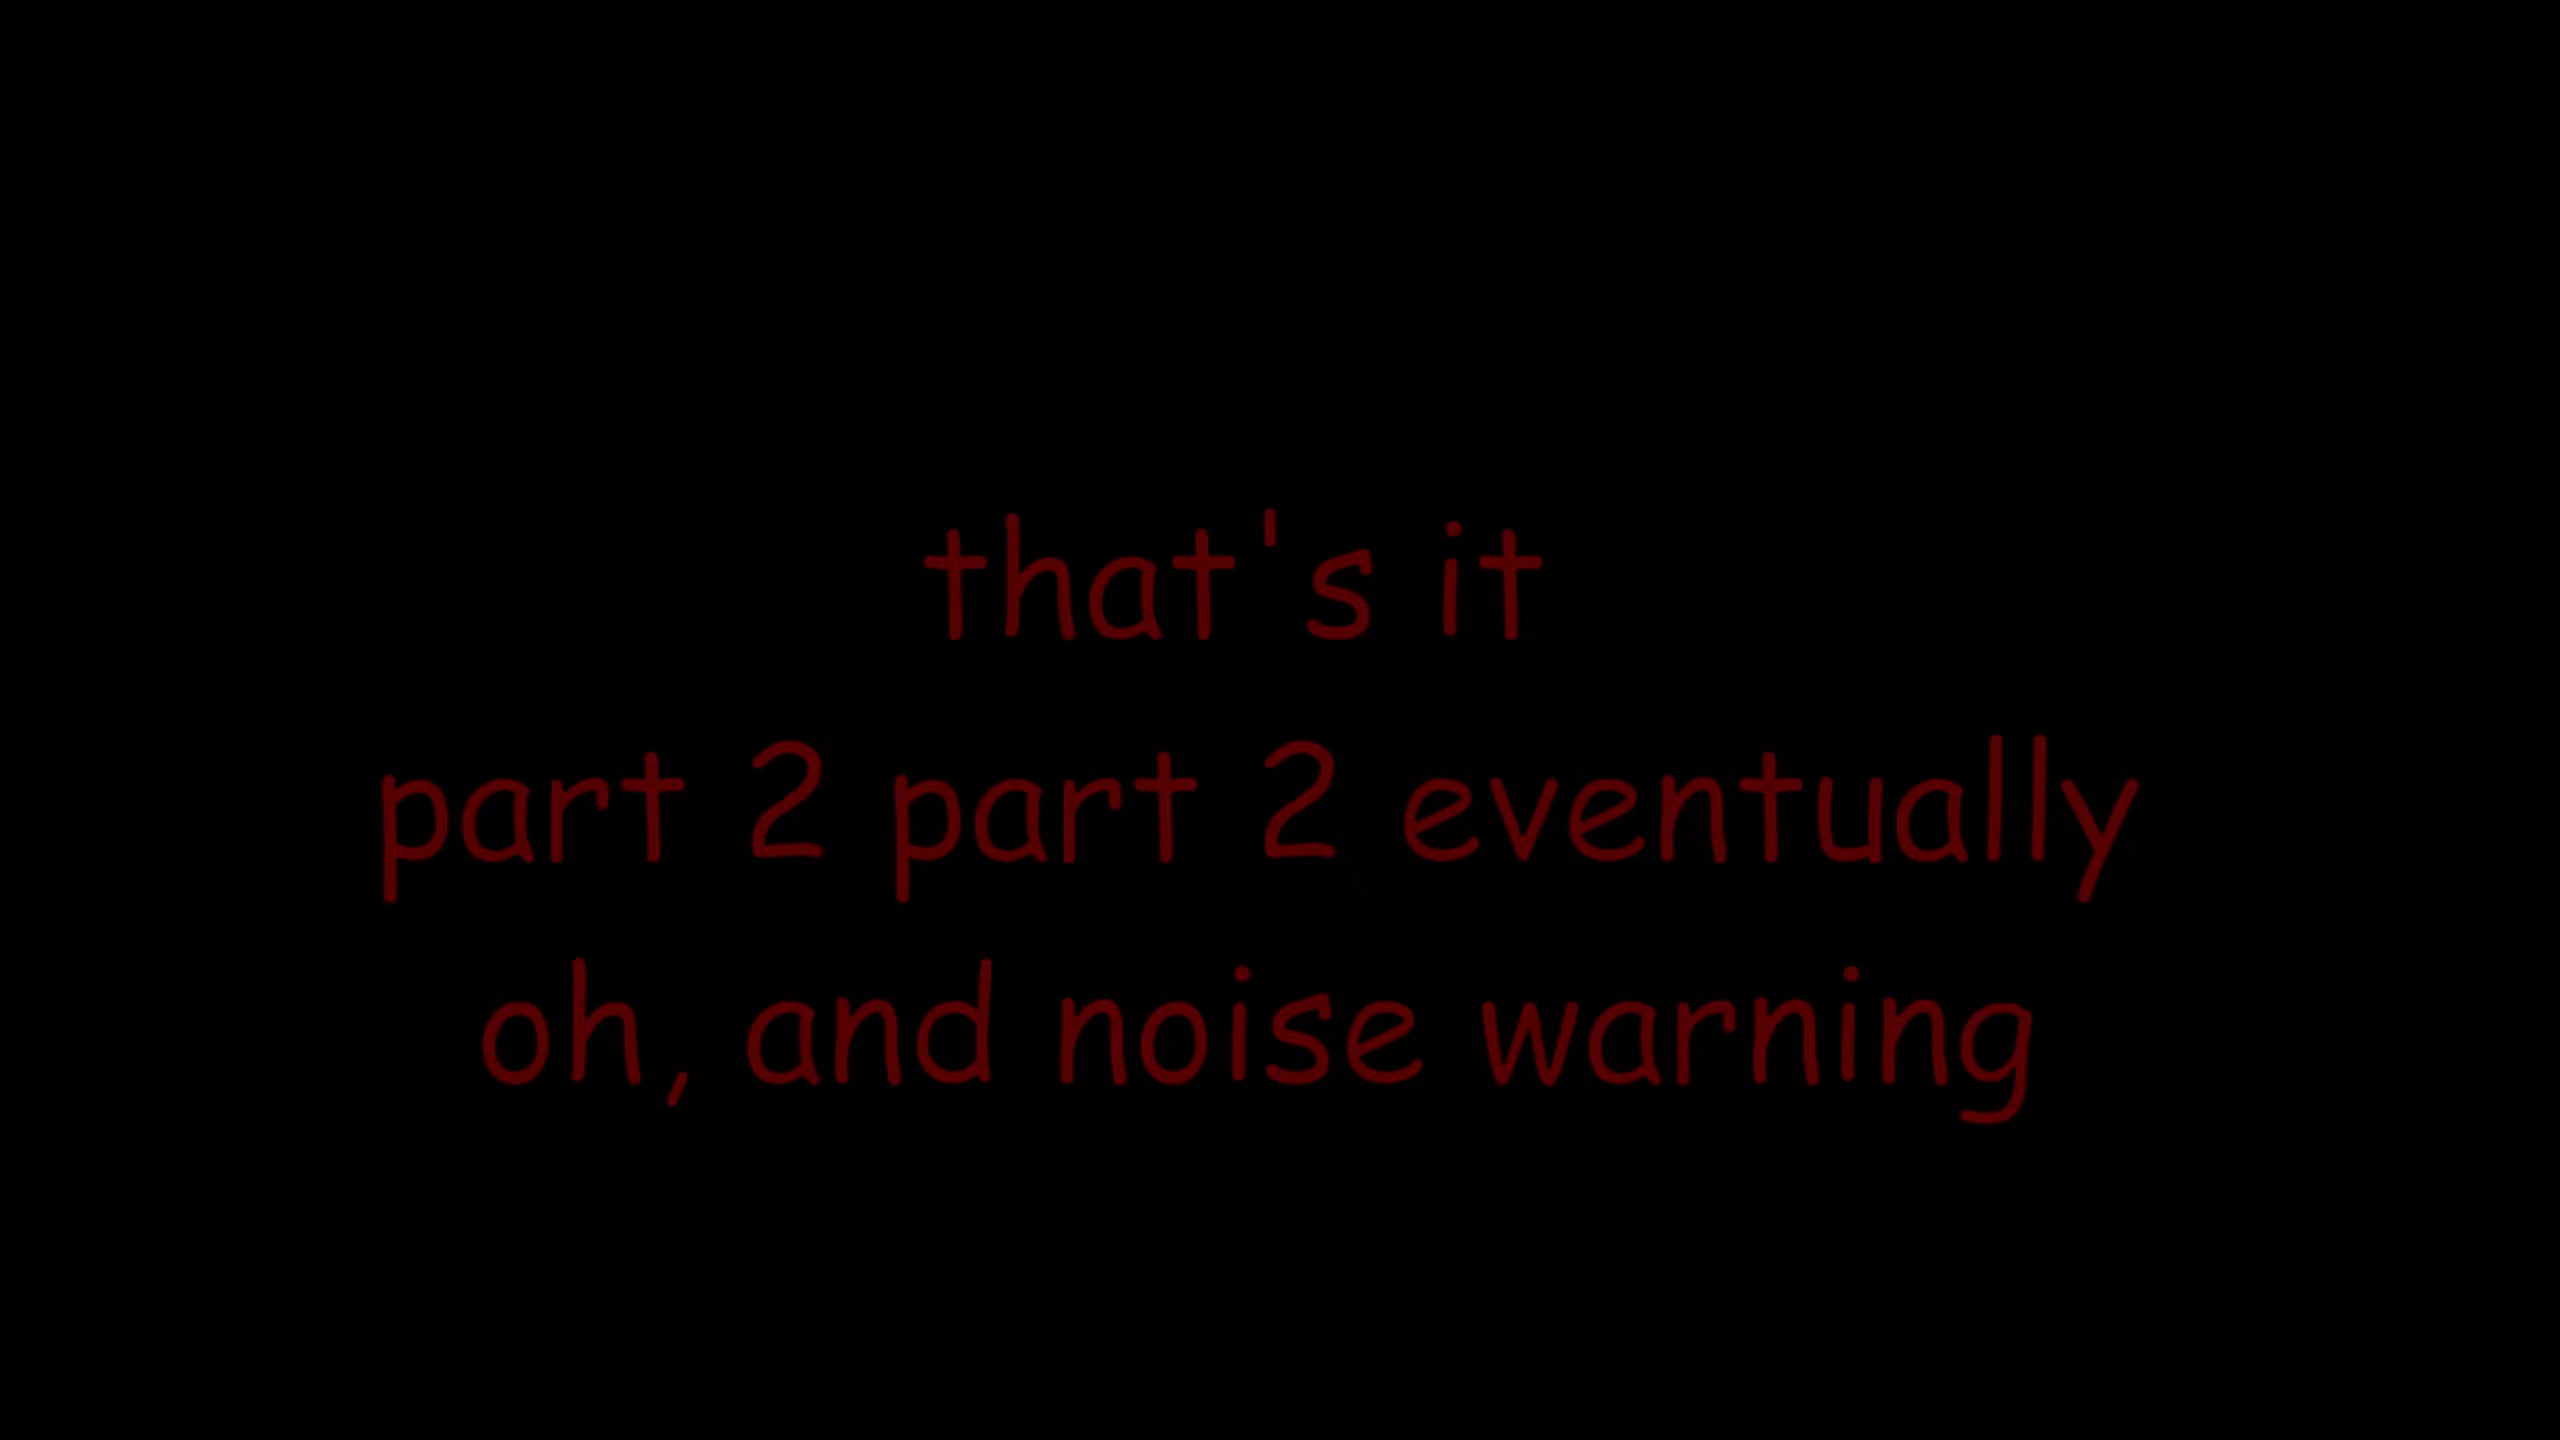 that's it
part 2 part 2 eventually
oh, and noise warning